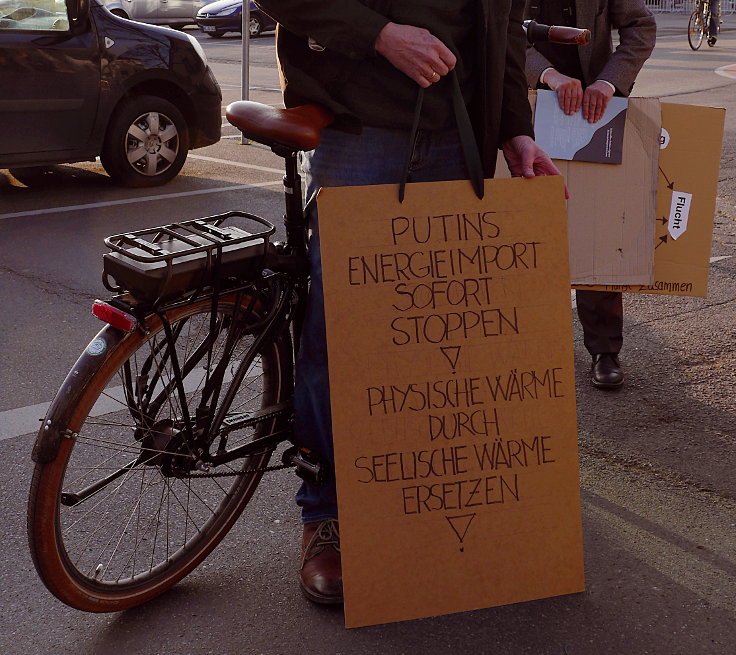 PUTINS
ENERGIEIMPORT
SOFORT
STOPPEN
PHYSISCHE WÄRME
DURCH
SEELISCHE WÄRME
ERSETZEN
g
Flucht
Zusammen